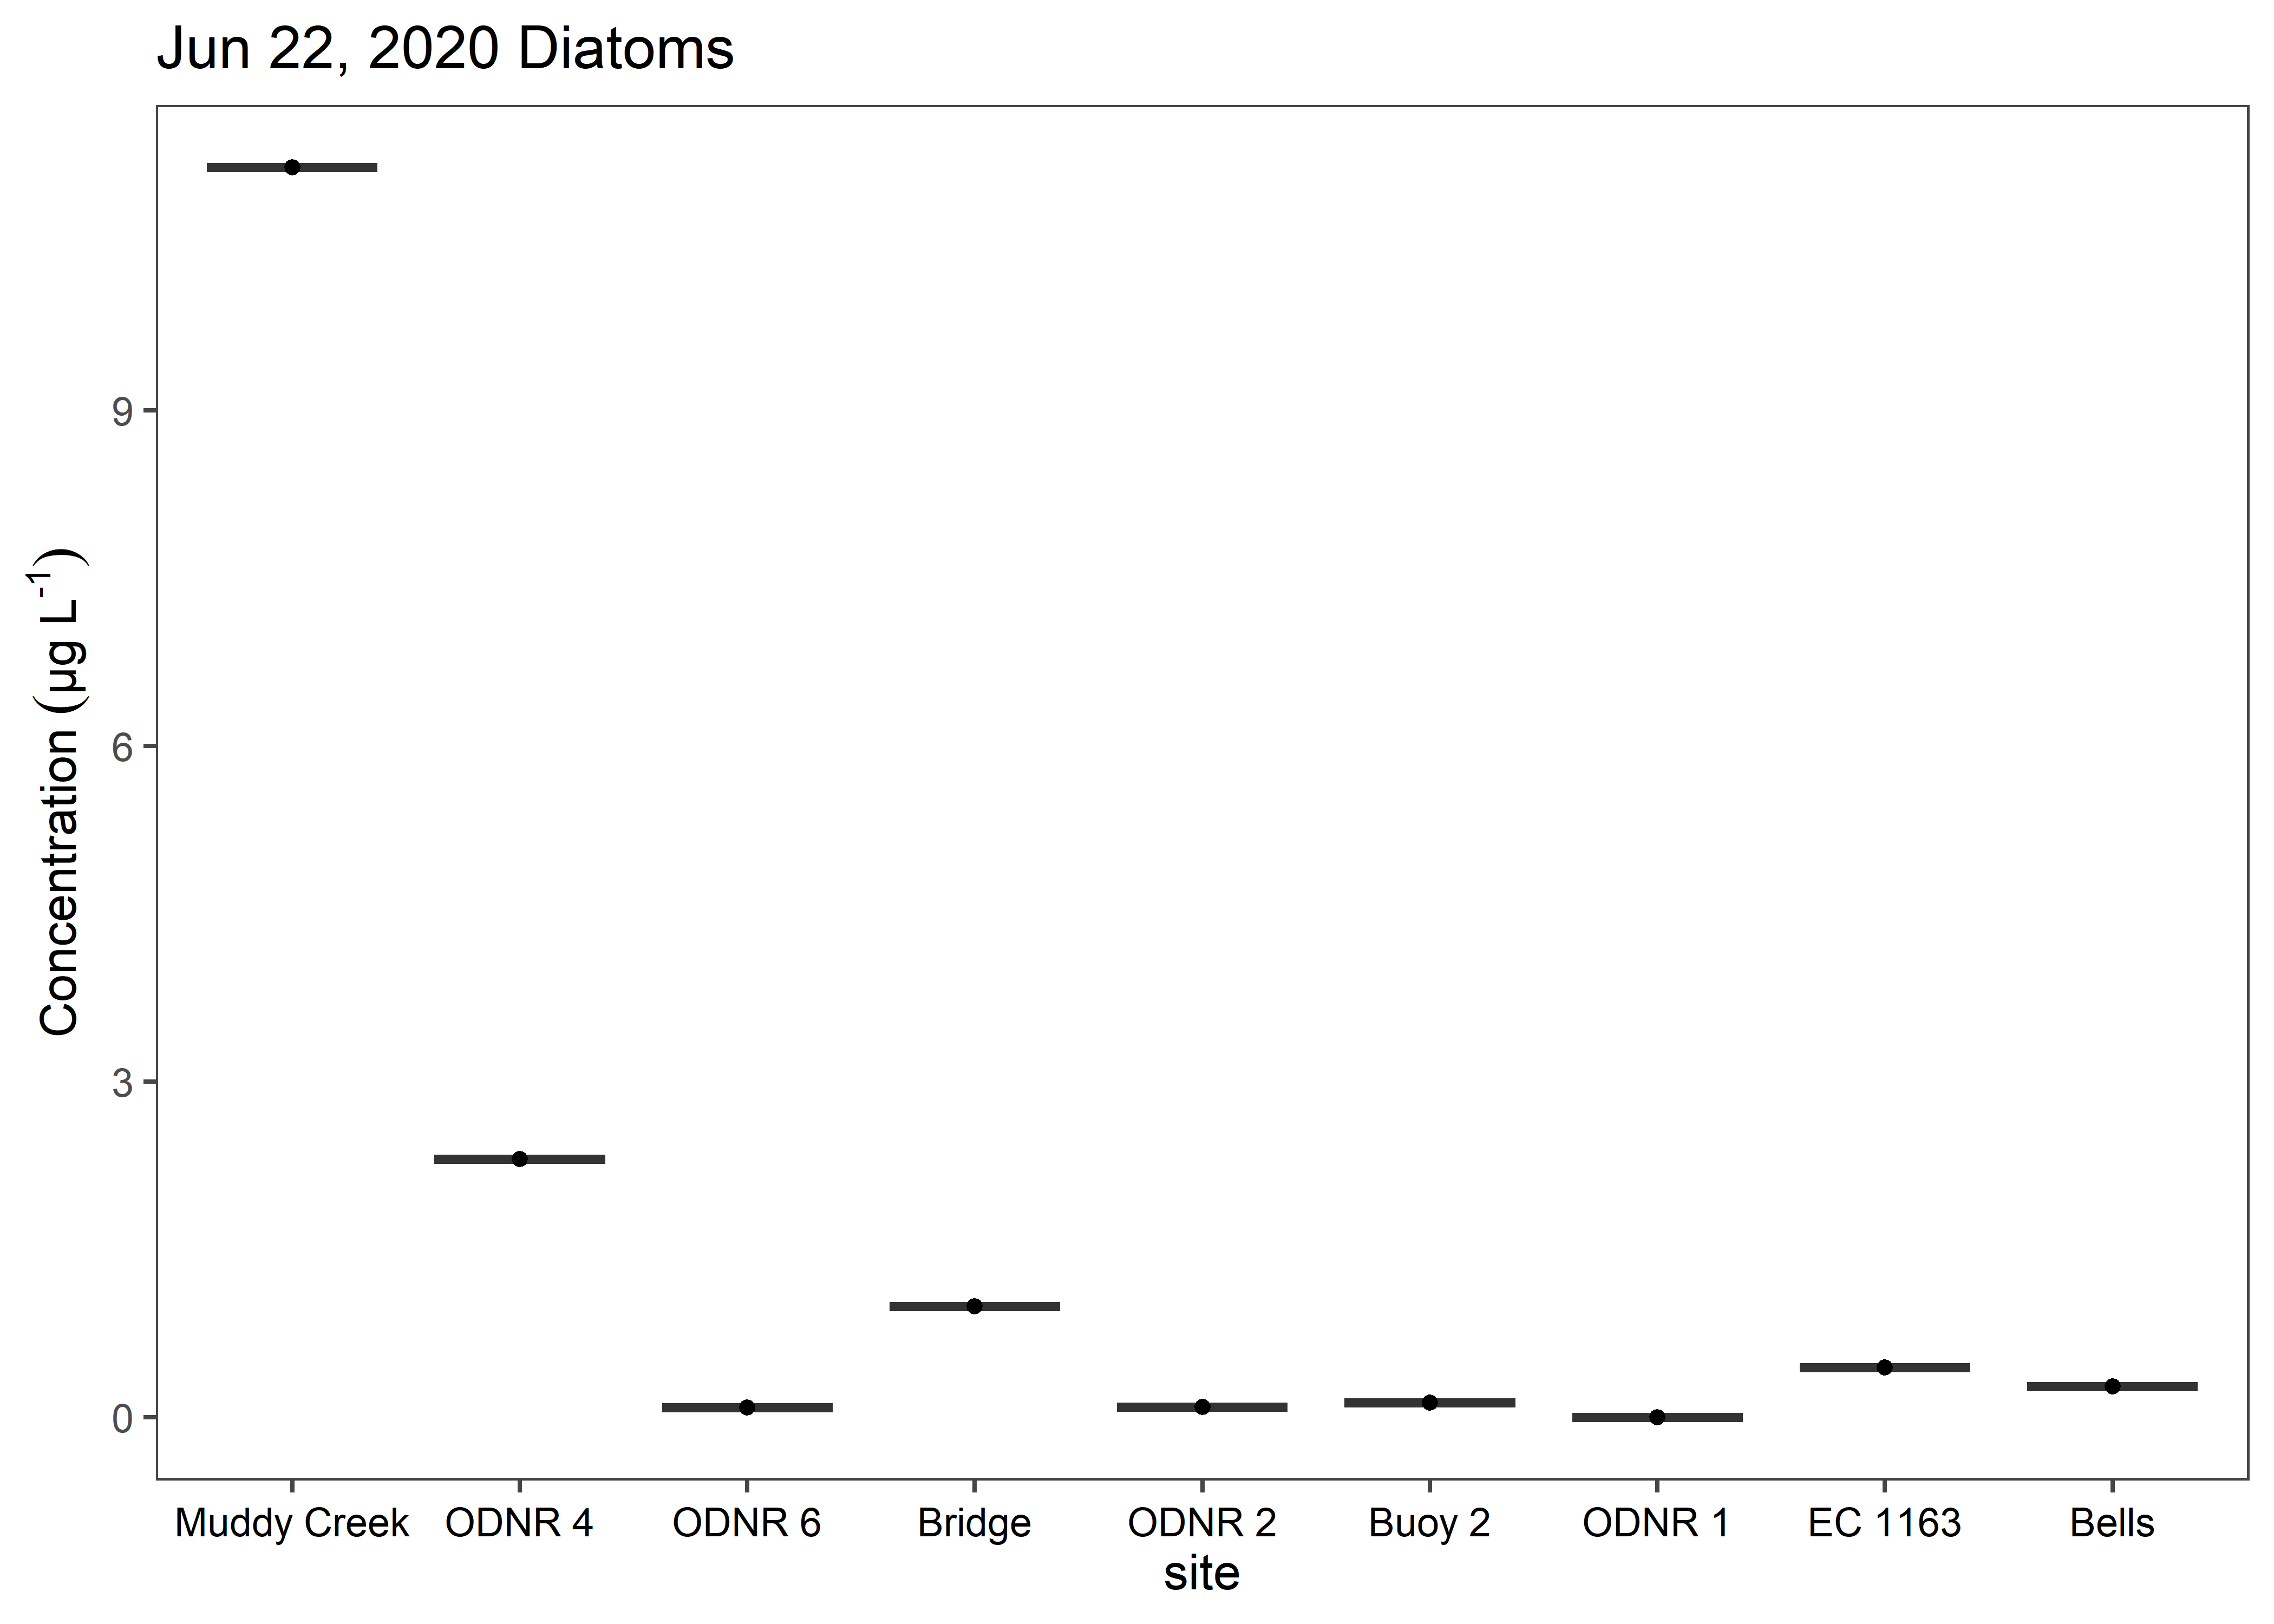 Jun 22, 2020 Diatoms
Concentration (µg L⁻¹)
9
6
3
0
Muddy Creek ODNR 4 ODNR 6 Bridge ODNR 2 Buoy 2 ODNR 1 EC 1163 Bells
site